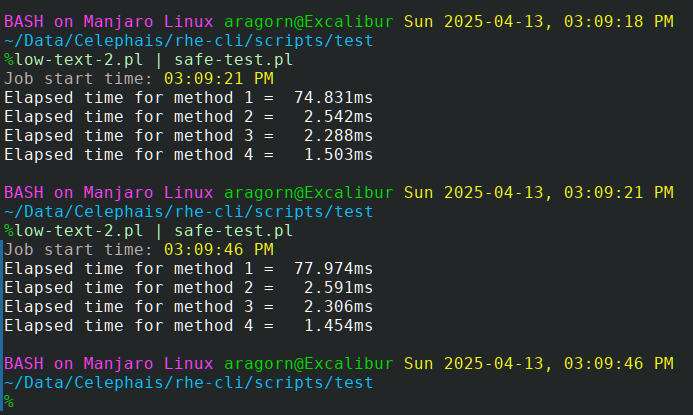 BASH on Manjaro Linux aragorn@Excalibur Sun 2025-04-13, 03:09:18 PM
~/Data/Celephais/rhe-cli/scripts/test
%low-text-2.pl | safe-test.pl
Job start time: 03:09:21 PM
Elapsed time for method 1 =  74.831ms
Elapsed time for method 2 =   2.542ms
Elapsed time for method 3 =   2.288ms
Elapsed time for method 4 =   1.503ms

BASH on Manjaro Linux aragorn@Excalibur Sun 2025-04-13, 03:09:21 PM
~/Data/Celephais/rhe-cli/scripts/test
%low-text-2.pl | safe-test.pl
Job start time: 03:09:46 PM
Elapsed time for method 1 =  77.974ms
Elapsed time for method 2 =   2.591ms
Elapsed time for method 3 =   2.306ms
Elapsed time for method 4 =   1.454ms

BASH on Manjaro Linux aragorn@Excalibur Sun 2025-04-13, 03:09:46 PM
~/Data/Celephais/rhe-cli/scripts/test
%